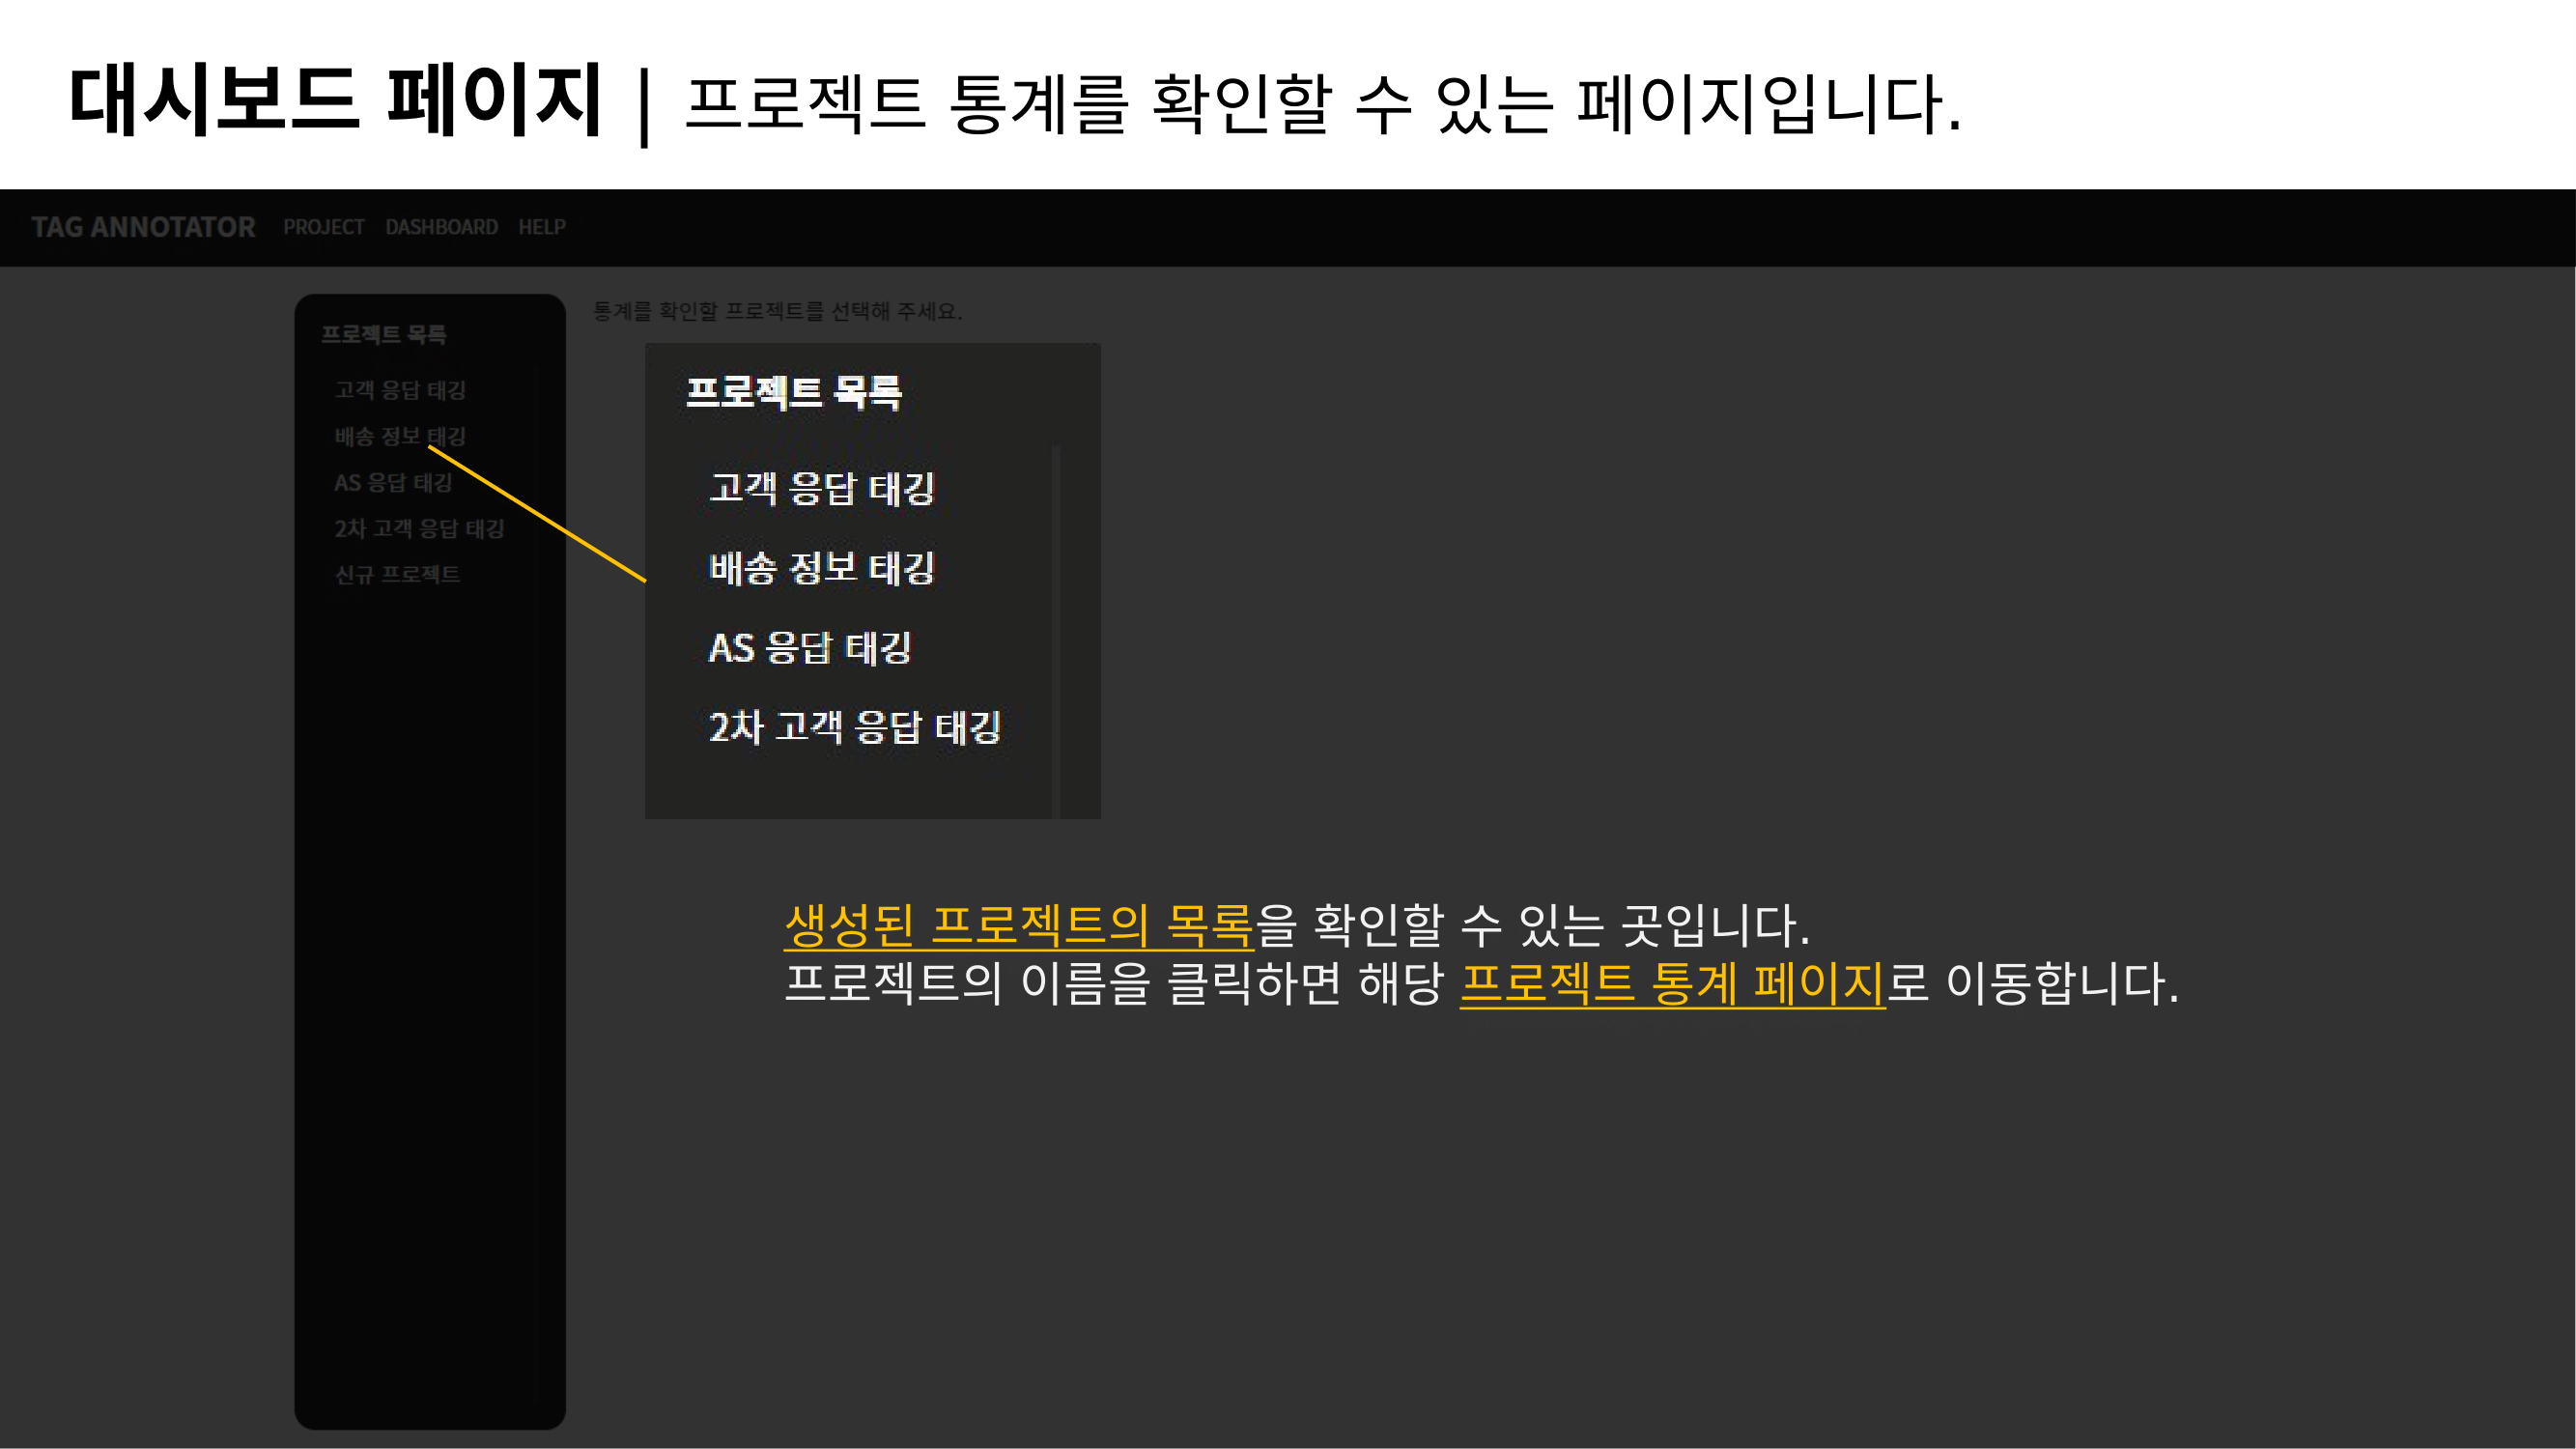 대시보드 페이지 | 프로젝트 통계를 확인할 수 있는 페이지입니다.
TAG ANNOTATOR PROJECT DASHBOARD HELP
프로젝트 목록
고객 응답 태깅
배송 정보 태깅
AS 응답 태깅
2차 고객 응답 태깅
신규 프로젝트
통계를 확인할 프로젝트를 선택해 주세요.
프로젝트 목록
고객 응답 태깅
배송 정보 태깅
AS 응답 태깅
2차 고객 응답 태깅
생성된 프로젝트의 목록을 확인할 수 있는 곳입니다.
프로젝트의 이름을 클릭하면 해당 프로젝트 통계 페이지로 이동합니다.